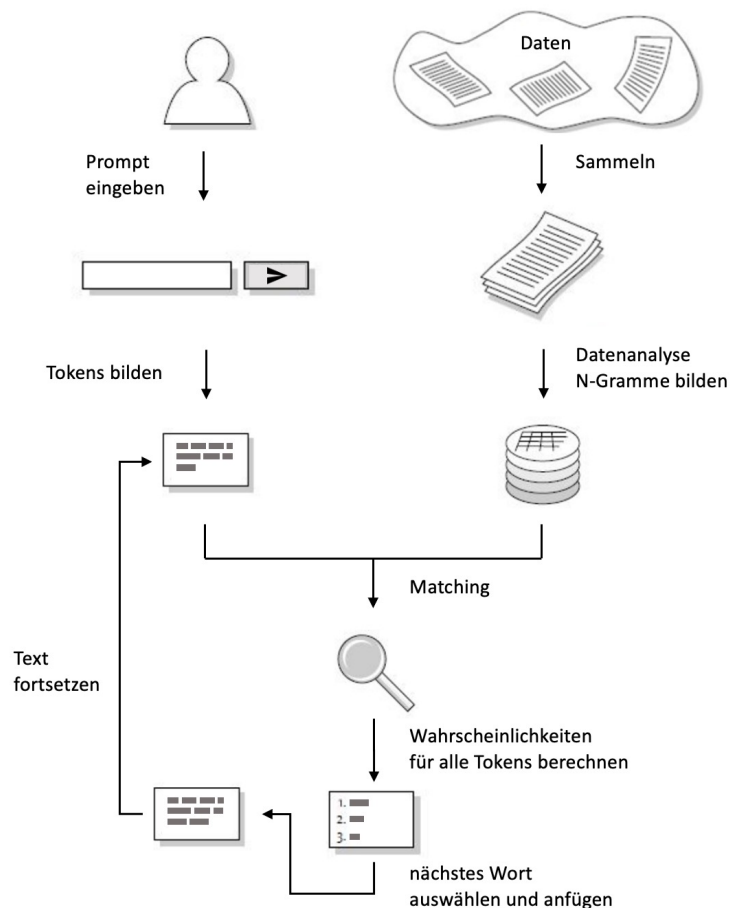 Daten
Prompt
eingeben
Sammeln
Tokens bilden
Datenanalyse
N-Gramme bilden
Matching
Text
fortsetzen
Wahrscheinlichkeiten
für alle Tokens berechnen
1.
2.
3.
nächstes Wort
auswählen und anfügen